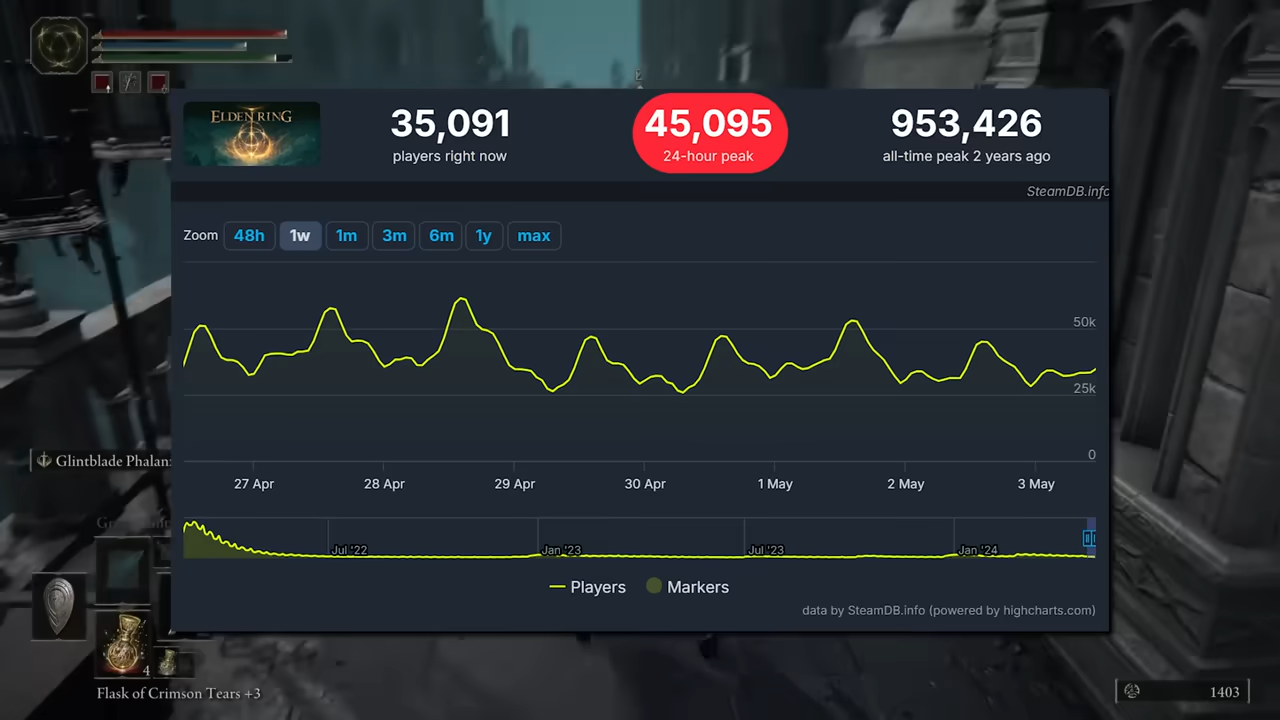 ELDEN RING
35,091
players right now
45,095
24-hour peak
953,426
all-time peak 2 years ago
SteamDB.info
Zoom 48h 1w 1m 3m 6m 1y max
50k
25k
0
27 Apr 28 Apr 29 Apr 30 Apr 1 May 2 May 3 May
Jul '22 Jan '23 Jul '23 Jan '24
Players Markers
data by SteamDB.info (powered by highcharts.com)
Glintblade Phalan
4
Flask of Crimson Tears +3
1403